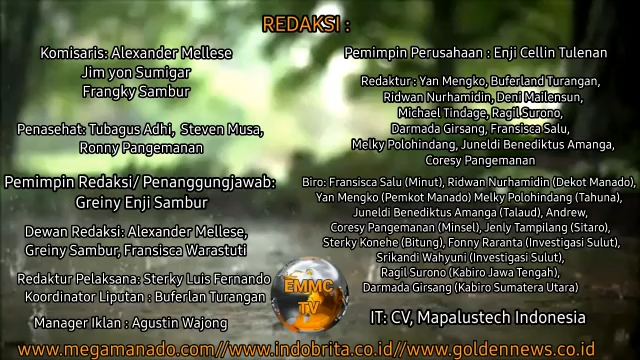 REDAKSI :
Komisaris: Alexander Mellese
Jim yon Sumigar
Frangky Sambur
Penasehat: Tubagus Adhi, Steven Musa,
Ronny Pangemanan
Pemimpin Redaksi/ Penanggungjawab:
Greiny Enji Sambur
Dewan Redaksi: Alexander Mellese,
Greiny Sambur, Fransisca Warastuti
Redaktur Pelaksana: Sterky Luis Fernando
Koordinator Liputan : Buferlan Turangan
Manager Iklan : Agustin Wajong
Pemimpin Perusahaan : Enji Cellin Tulenan
Redaktur : Yan Mengko, Buferland Turangan,
Ridwan Nurhamidin, Deni Mailensun,
Michael Tindage, Ragil Surono,
Darmada Girsang, Fransisca Salu,
Melky Polohindang, Juneldi Benediktus Amanga,
Coresy Pangemanan
Biro: Fransisca Salu (Minut), Ridwan Nurhamidin (Dekot Manado),
Yan Mengko (Pemkot Manado) Melky Polohindang (Tahuna),
Juneldi Benediktus Amanga (Talaud), Andrew,
Coresy Pangemanan (Minsel), Jenly Tampilang (Sitaro),
Sterky Konehe (Bitung), Fonny Raranta (Investigasi Sulut),
Srikandi Wahyuni (Investigasi Sulut),
Ragil Surono (Kabiro Jawa Tengah),
Darmada Girsang (Kabiro Sumatera Utara)
IT: CV, Mapalustech Indonesia
EMMC
TV
www.megamanado.com//www.indobrita.co.id//www.goldennews.co.id